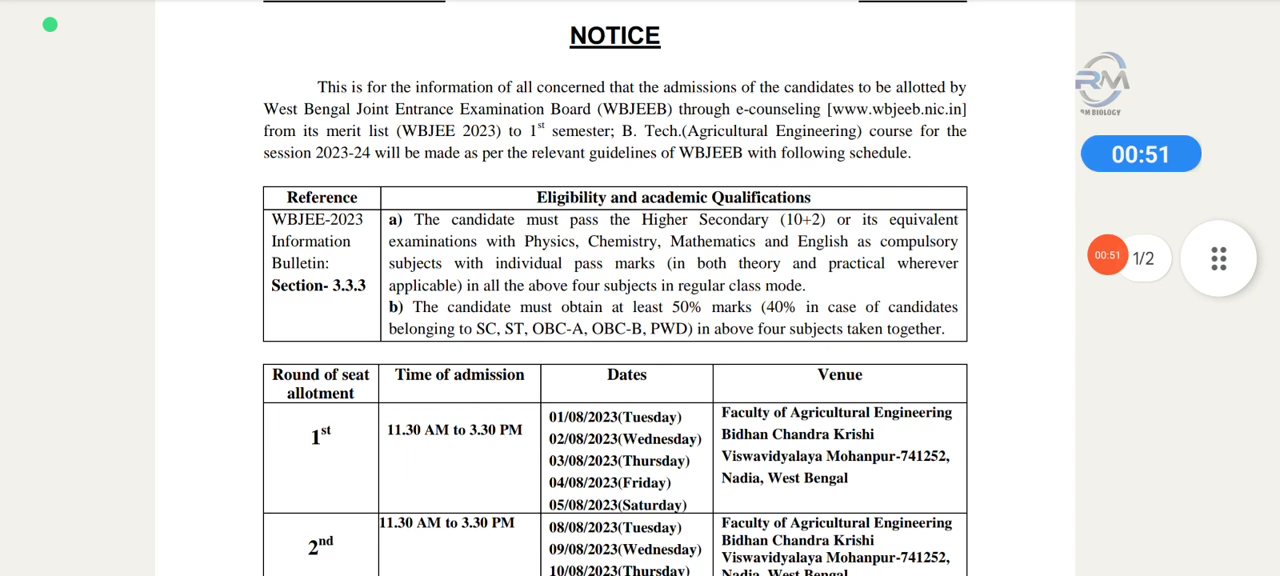 NOTICE
This is for the information of all concerned that the admissions of the candidates to be allotted by
West Bengal Joint Entrance Examination Board (WBJEEB) through e-counseling [www.wbjeeb.nic.in]
from its merit list (WBJEE 2023) to 1st semester; B. Tech.(Agricultural Engineering) course for the
session 2023-24 will be made as per the relevant guidelines of WBJEEB with following schedule.
Reference
Eligibility and academic Qualifications
WBJEE-2023
Information
Bulletin:
Section- 3.3.3
a) The candidate must pass the Higher Secondary (10+2) or its equivalent
examinations with Physics, Chemistry, Mathematics and English as compulsory
subjects with individual pass marks (in both theory and practical wherever
applicable) in all the above four subjects in regular class mode.
b) The candidate must obtain at least 50% marks (40% in case of candidates
belonging to SC, ST, OBC-A, OBC-B, PWD) in above four subjects taken together.
Round of seat
allotment
Time of admission
Dates
Venue
1st
11.30 AM to 3.30 PM
01/08/2023(Tuesday)
02/08/2023(Wednesday)
03/08/2023(Thursday)
04/08/2023(Friday)
05/08/2023(Saturday)
Faculty of Agricultural Engineering
Bidhan Chandra Krishi
Viswavidyalaya Mohanpur-741252,
Nadia, West Bengal
2nd
11.30 AM to 3.30 PM
08/08/2023(Tuesday)
09/08/2023(Wednesday)
10/08/2023(Thursday)
Faculty of Agricultural Engineering
Bidhan Chandra Krishi
Viswavidyalaya Mohanpur-741252,
Nadia, West Bengal
RM
RM BIOLOGY
00:51
00:51
1/2